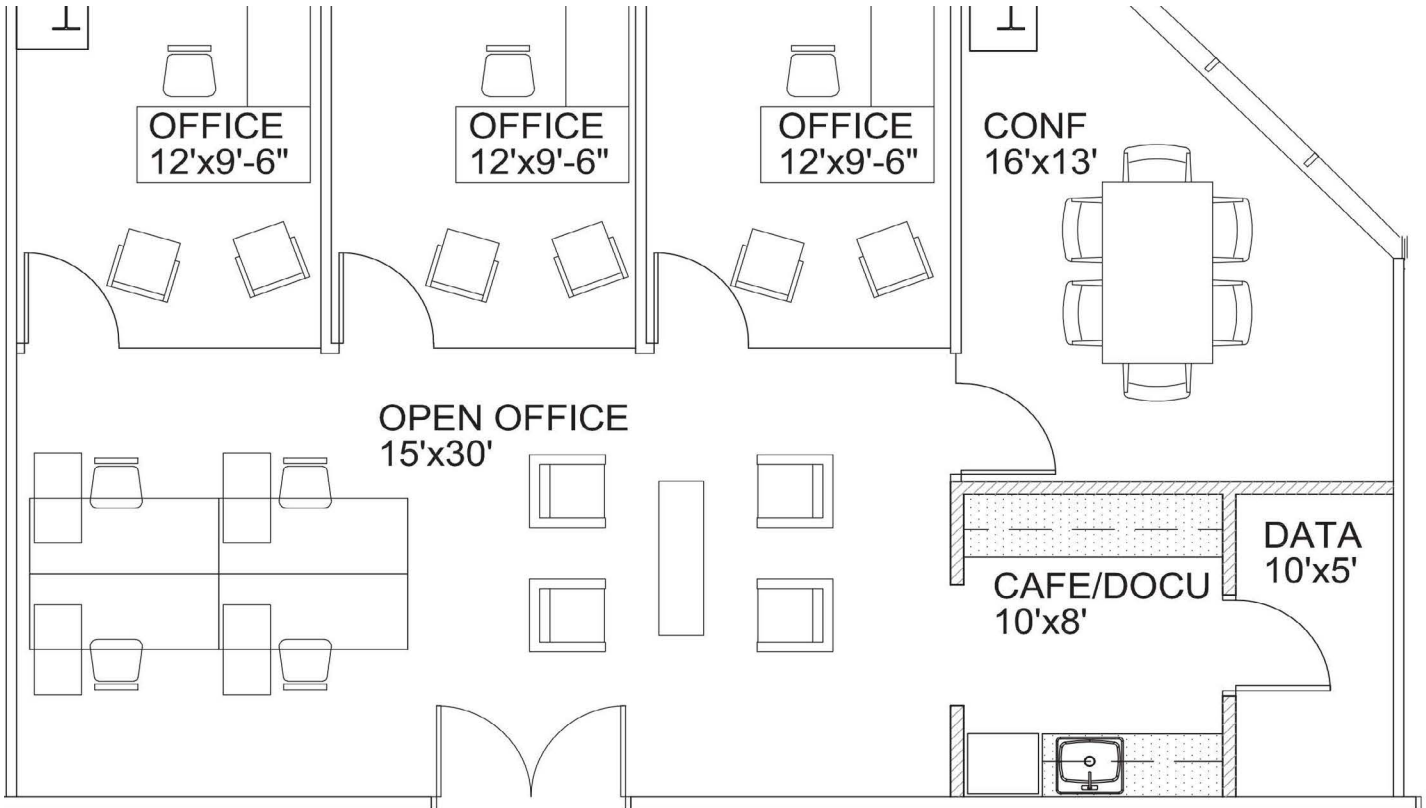 OFFICE
12'x9'-6"
OFFICE
12'x9'-6"
OFFICE
12'x9'-6"
CONF
16'x13'
OPEN OFFICE
15'x30'
DATA
10'x5'
CAFE/DOCU
10'x8'